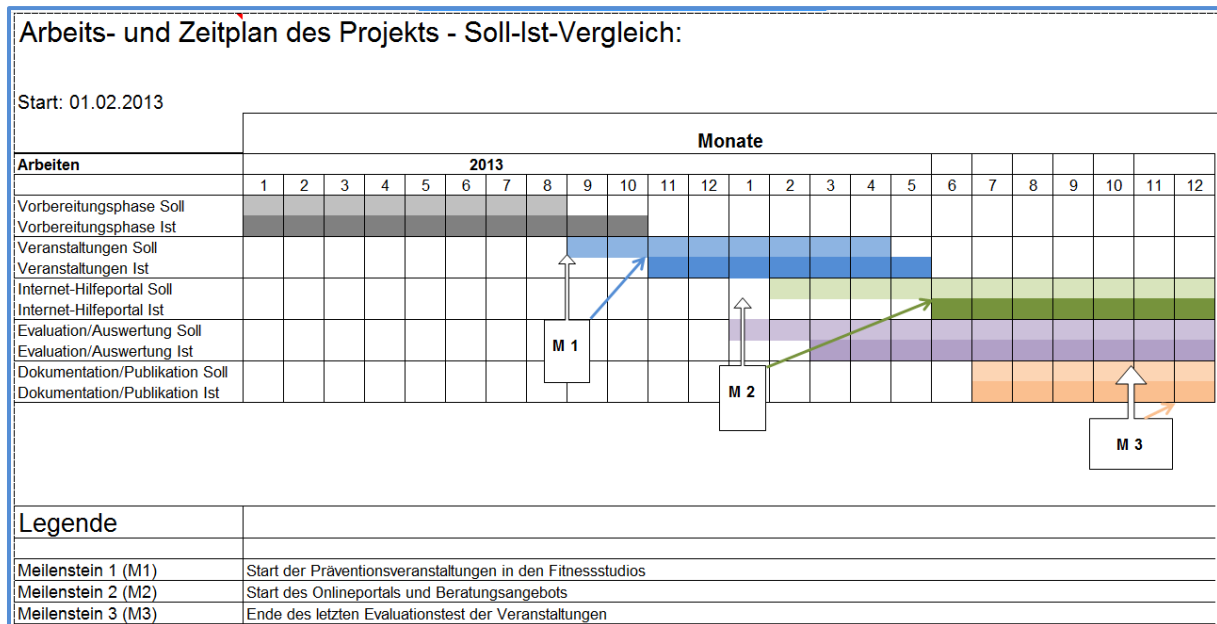 Arbeits- und Zeitplan des Projekts - Soll-Ist-Vergleich:
Start: 01.02.2013
Monate
Arbeiten 2013
1 2 3 4 5 6 7 8 9 10 11 12 1 2 3 4 5 6 7 8 9 10 11 12
Vorbereitungsphase Soll
Vorbereitungsphase Ist
Veranstaltungen Soll
Veranstaltungen Ist
Internet-Hilfeportal Soll
Internet-Hilfeportal Ist
Evaluation/Auswertung Soll
Evaluation/Auswertung Ist
Dokumentation/Publikation Soll
Dokumentation/Publikation Ist
M 1
M 2
M 3
Legende
Meilenstein 1 (M1) Start der Präventionsveranstaltungen in den Fitnessstudios
Meilenstein 2 (M2) Start des Onlineportals und Beratungsangebots
Meilenstein 3 (M3) Ende des letzten Evaluationstest der Veranstaltungen